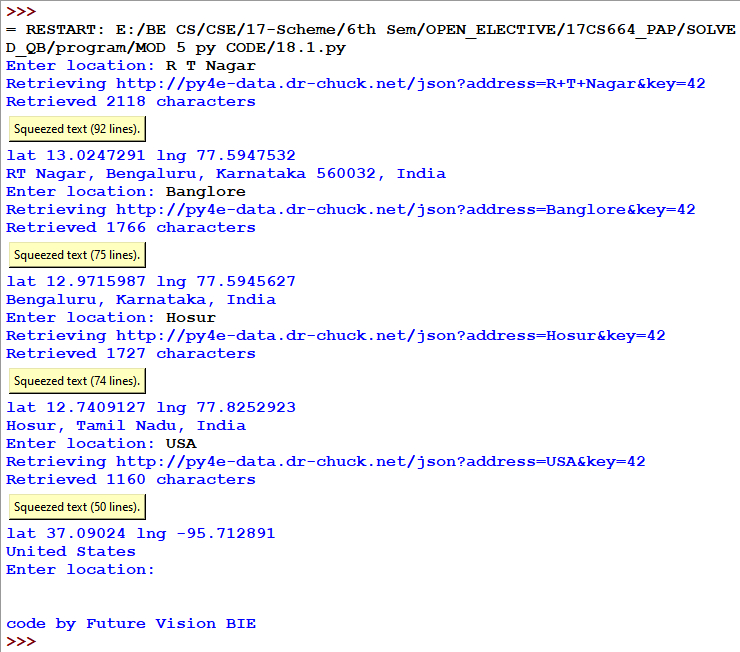 >>>
= RESTART: E:/BE CS/CSE/17-Scheme/6th Sem/OPEN_ELECTIVE/17CS664_PAP/SOLVE
D_QB/program/MOD 5 py CODE/18.1.py
Enter location: R T Nagar
Retrieving http://py4e-data.dr-chuck.net/json?address=R+T+Nagar&key=42
Retrieved 2118 characters
Squeezed text (92 lines).
lat 13.0247291 lng 77.5947532
RT Nagar, Bengaluru, Karnataka 560032, India
Enter location: Banglore
Retrieving http://py4e-data.dr-chuck.net/json?address=Banglore&key=42
Retrieved 1766 characters
Squeezed text (75 lines).
lat 12.9715987 lng 77.5945627
Bengaluru, Karnataka, India
Enter location: Hosur
Retrieving http://py4e-data.dr-chuck.net/json?address=Hosur&key=42
Retrieved 1727 characters
Squeezed text (74 lines).
lat 12.7409127 lng 77.8252923
Hosur, Tamil Nadu, India
Enter location: USA
Retrieving http://py4e-data.dr-chuck.net/json?address=USA&key=42
Retrieved 1160 characters
Squeezed text (50 lines).
lat 37.09024 lng -95.712891
United States
Enter location:
code by Future Vision BIE
>>>